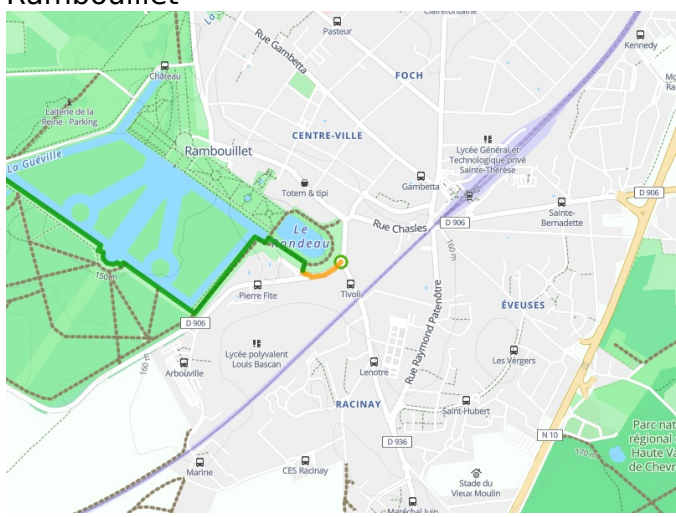 Rambouillet
Pasteur
Kennedy
Rue Gambetta
FOCH
Château
Laiterie de la
Reine - Parking
CENTRE-VILLE
Lycée Général et
Technologique privé
Sainte-Thérèse
Rambouillet
La Guéville
Gambetta
D 906
Totem & tipi
Sainte-
Bernadette
Rue Chasles
D 906
Le
Rondeau
160 m
150 m
Pierre Fite
Tivoli
Rue Raymond Patenôtre
ÉVEUSES
D 906
Lycée polyvalent
Louis Bascan
Les Vergers
160 m
Arbouville
Lenotre
RACINAY
Saint-Hubert
Parc nat
régional
Haute Va
de Chevr
N 10
170 m
D 936
Marine
CES Racinay
Stade du
Vieux Moulin
Maréchal Juin